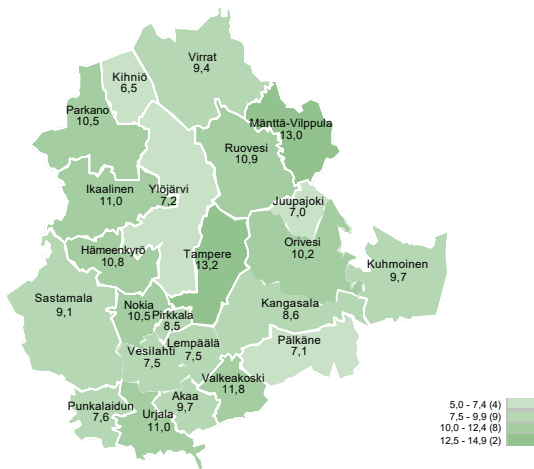 Virrat
9,4
Kihniö
6,5
Parkano
10,5
Mänttä-Vilppula
13,0
Ruovesi
10,9
Ikaalinen
11,0
Ylöjärvi
7,2
Juupajoki
7,0
Hämeenkyrö
10,8
Tampere
13,2
Orivesi
10,2
Kuhmoinen
9,7
Sastamala
9,1
Nokia
10,5
Pirkkala
8,5
Kangasala
8,6
Vesilahti
7,5
Lempäälä
7,5
Pälkäne
7,1
Valkeakoski
11,8
Punkalaidun
7,6
Urjala
11,0
Akaa
9,7
5,0 - 7,4 (4)
7,5 - 9,9 (9)
10,0 - 12,4 (8)
12,5 - 14,9 (2)